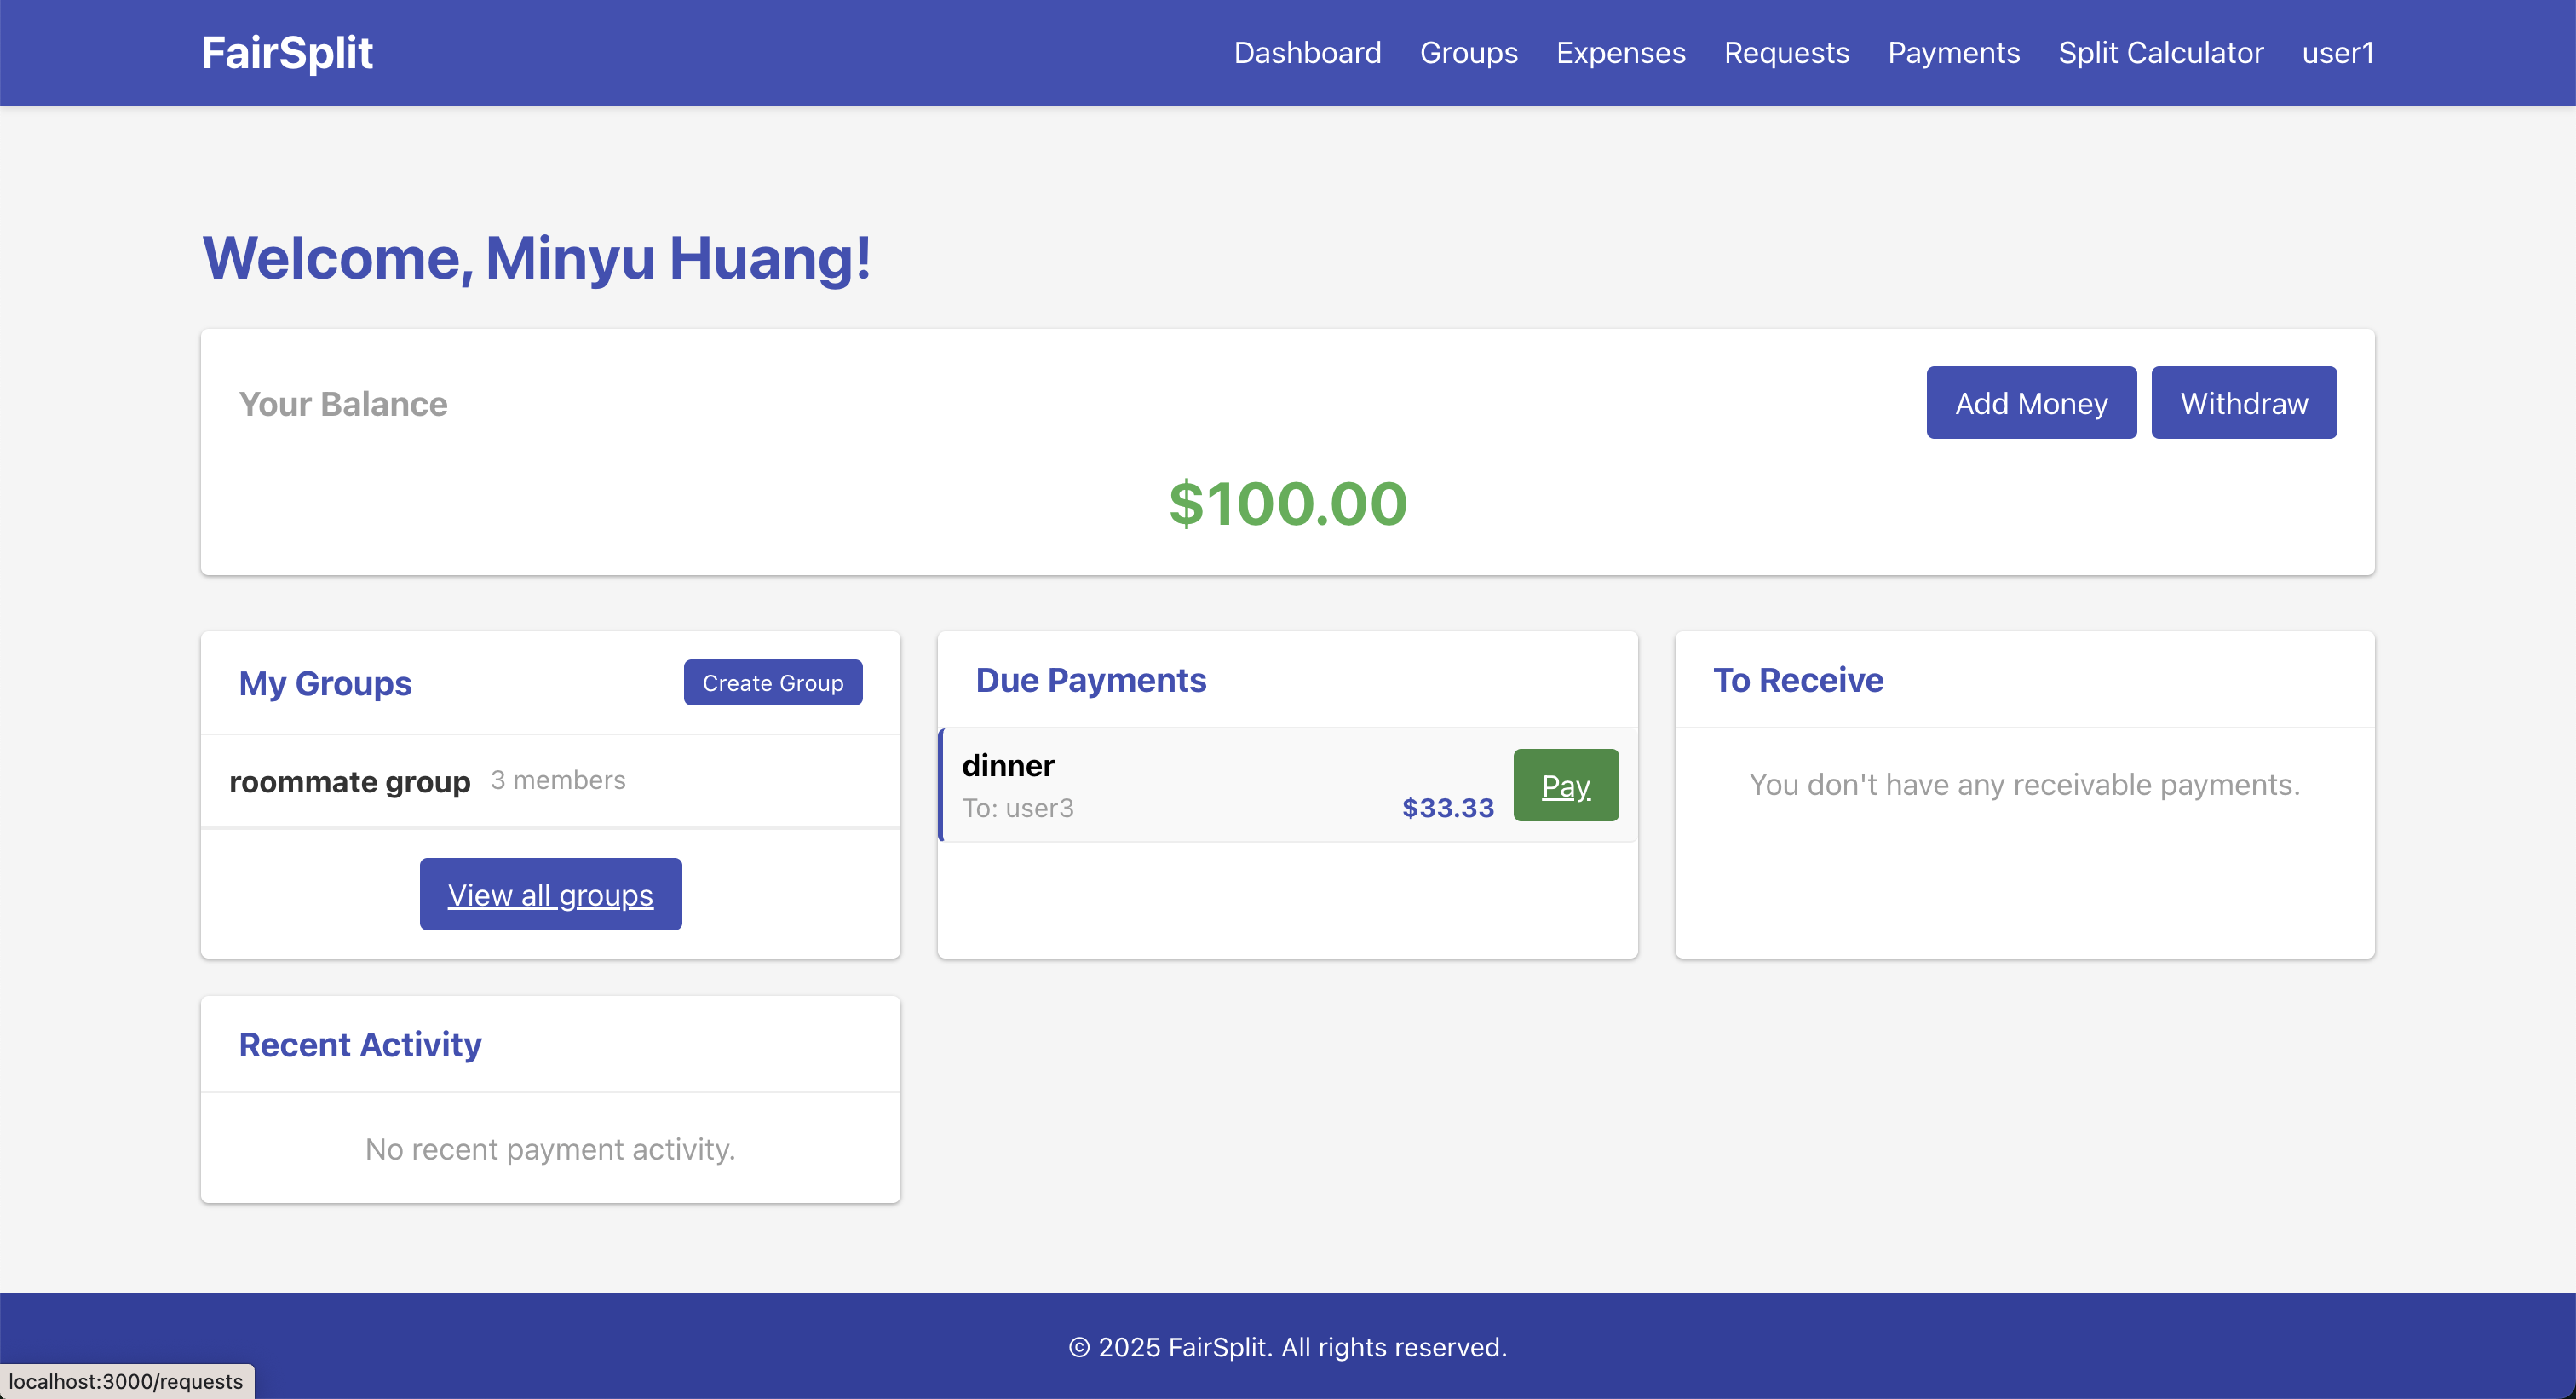 FairSplit
Dashboard Groups Expenses Requests Payments Split Calculator user1
Welcome, Minyu Huang!
Your Balance
Add Money Withdraw
$100.00
My Groups
Create Group
roommate group 3 members
View all groups
Due Payments
dinner
To: user3
$33.33
Pay
To Receive
You don't have any receivable payments.
Recent Activity
No recent payment activity.
© 2025 FairSplit. All rights reserved.
localhost:3000/requests